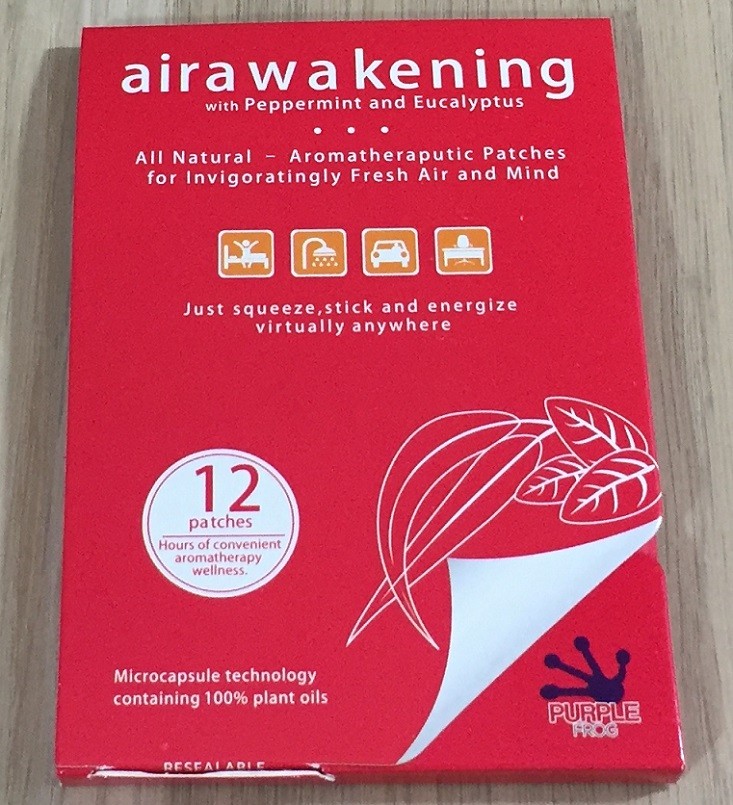 airawakening
with Peppermint and Eucalyptus
All Natural – Aromatheraputic Patches
for Invigoratingly Fresh Air and Mind
Just squeeze,stick and energize
virtually anywhere
12
patches
Hours of convenient
aromatherapy
wellness.
Microcapsule technology
containing 100% plant oils
PURPLE
FROG
RESEALABLE